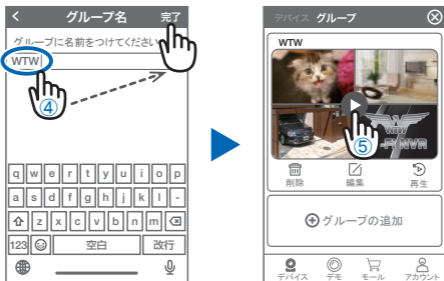 < グループ名 完了
グループに名前をつけてください
WTW
④
q w e r t y u i o p
a s d f g h j k l -
z x c v b n m
123 空白 改行
デバイス グループ
WTW
WTW
-PXNVR
⑤
削除 編集 再生
グループの追加
デバイス デモ モール アカウント